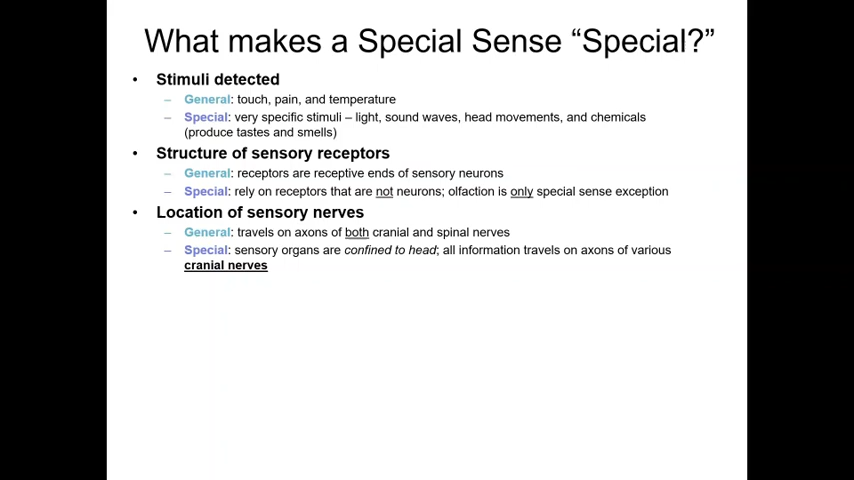 What makes a Special Sense “Special?”
• Stimuli detected
– General: touch, pain, and temperature
– Special: very specific stimuli – light, sound waves, head movements, and chemicals
(produce tastes and smells)
• Structure of sensory receptors
– General: receptors are receptive ends of sensory neurons
– Special: rely on receptors that are not neurons; olfaction is only special sense exception
• Location of sensory nerves
– General: travels on axons of both cranial and spinal nerves
– Special: sensory organs are confined to head; all information travels on axons of various
cranial nerves